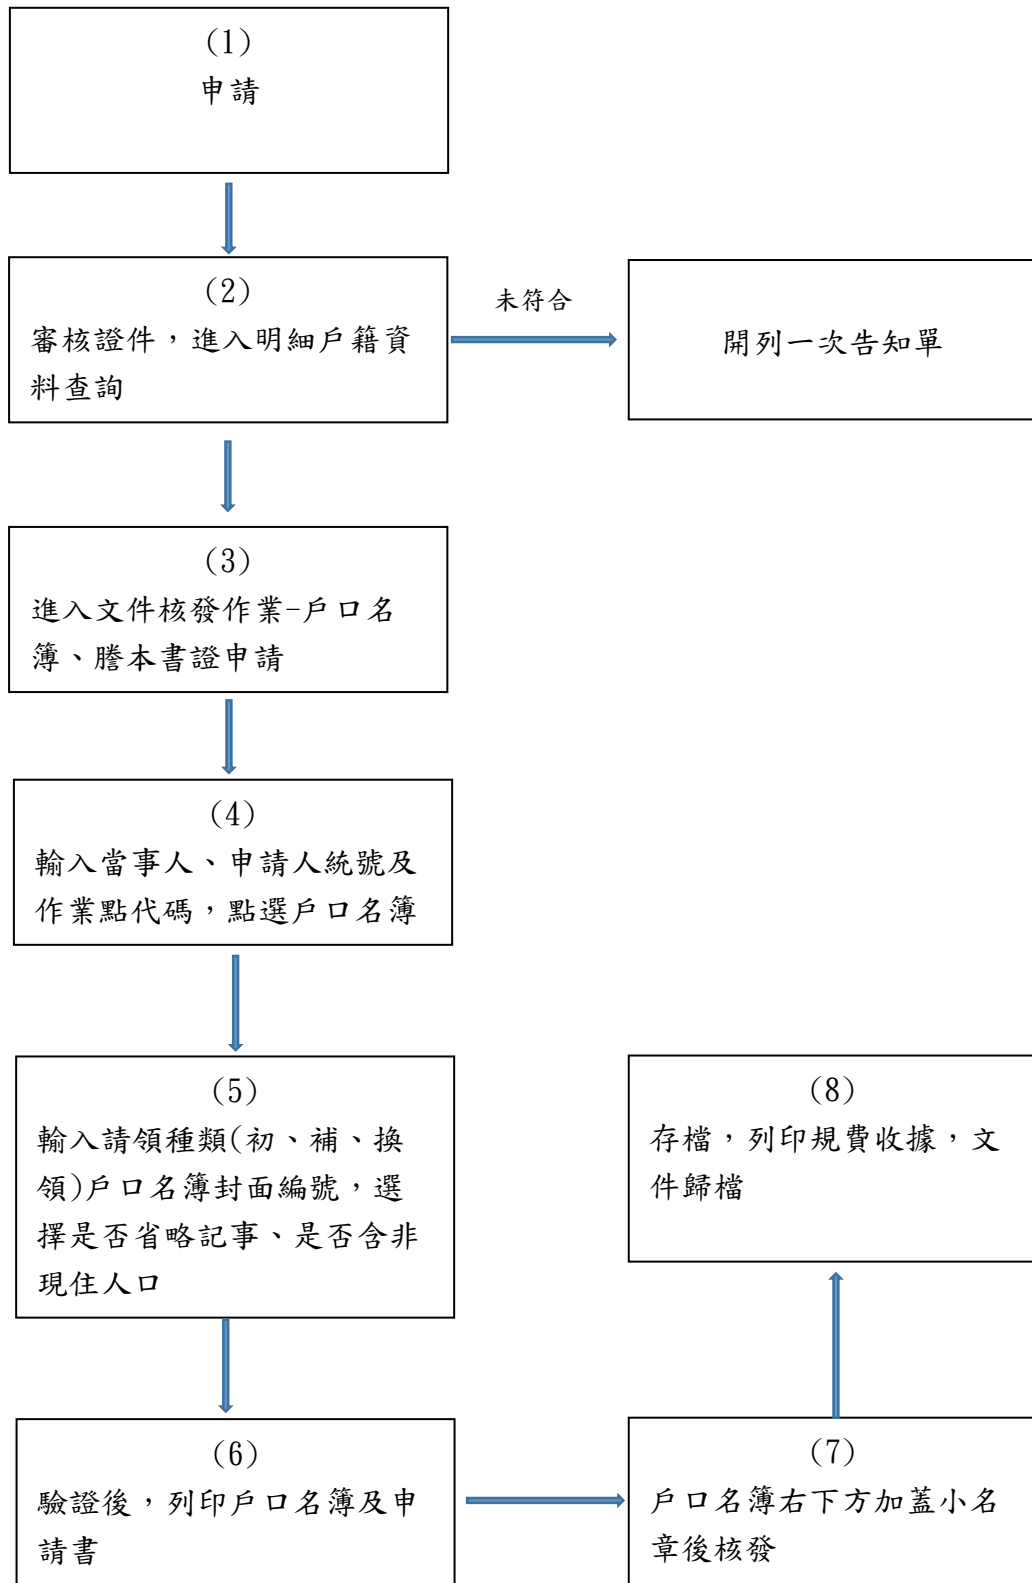 (1)
申請
(2)
審核證件，進入明細戶籍資
料查詢
未符合
開列一次告知單
(3)
進入文件核發作業-戶口名
簿、謄本書證申請
(4)
輸入當事人、申請人統號及
作業點代碼，點選戶口名簿
(5)
輸入請領種類(初、補、換
領)戶口名簿封面編號，選
擇是否省略記事、是否含非
現住人口
(6)
驗證後，列印戶口名簿及申
請書
(7)
戶口名簿右下方加蓋小名
章後核發
(8)
存檔，列印規費收據，文
件歸檔